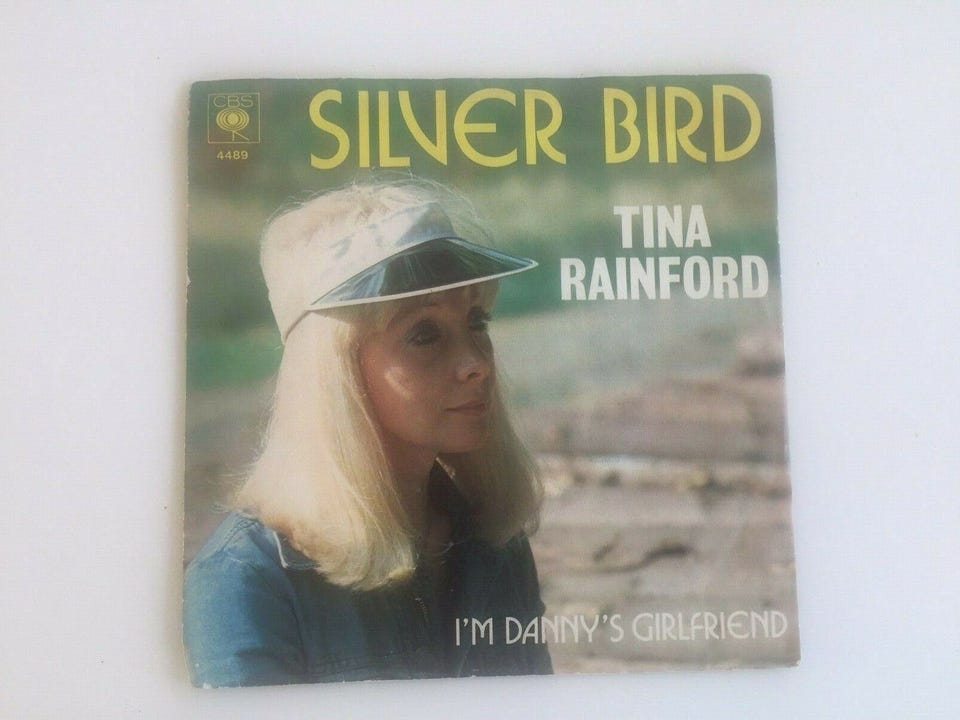 CBS
4489
SILVER BIRD
TINA
RAINFORD
I'M DANNY'S GIRLFRIEND